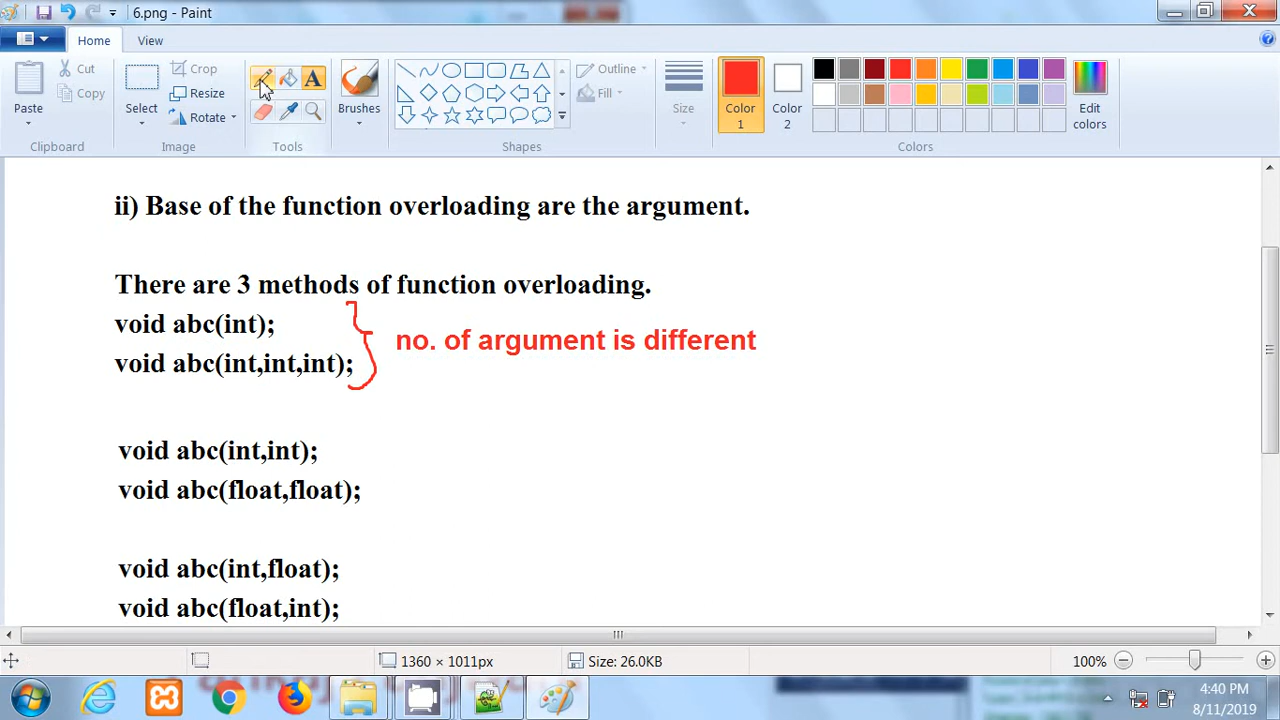 6.png - Paint
Home View
Paste
Cut
Copy
Clipboard
Select
Crop
Resize
Rotate
Image
A
Tools
Brushes
Outline
Fill
Shapes
Size
Color 1
Color 2
Edit colors
Colors
ii) Base of the function overloading are the argument.
There are 3 methods of function overloading.
void abc(int);
no. of argument is different
void abc(int,int,int);
void abc(int,int);
void abc(float,float);
void abc(int,float);
void abc(float,int);
1360 × 1011px
Size: 26.0KB
100%
4:40 PM
8/11/2019